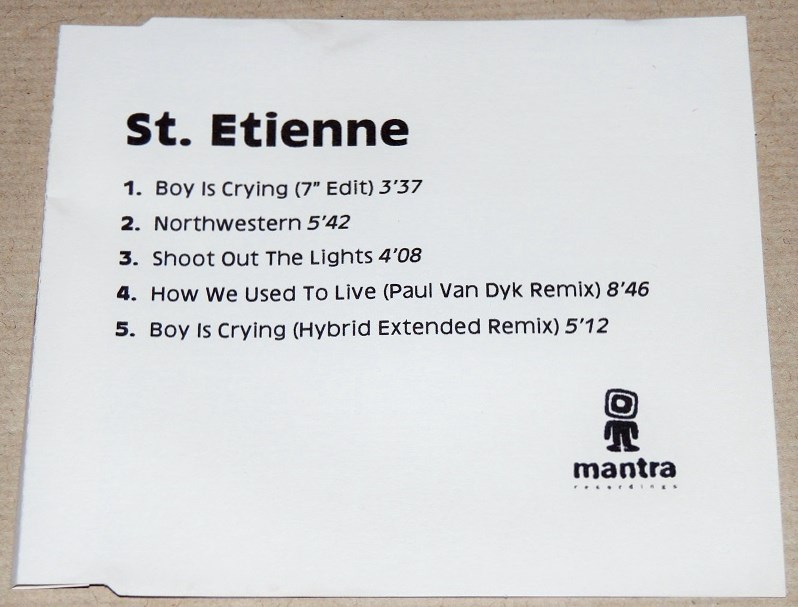 St. Etienne
1. Boy Is Crying (7" Edit) 3'37
2. Northwestern 5'42
3. Shoot Out The Lights 4'08
4. How We Used To Live (Paul Van Dyk Remix) 8'46
5. Boy Is Crying (Hybrid Extended Remix) 5'12
mantra
recordings